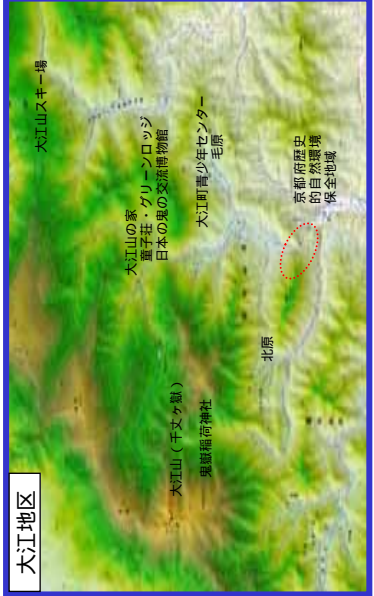 大江地区
大江山スキー場
大江山の家
童子荘・グリーンロッジ
日本の鬼の交流博物館
大江町青少年センター
毛原
京都府歴史
的自然環境
保全地域
大江山（千丈ヶ嶽）
鬼嶽稲荷神社
北原